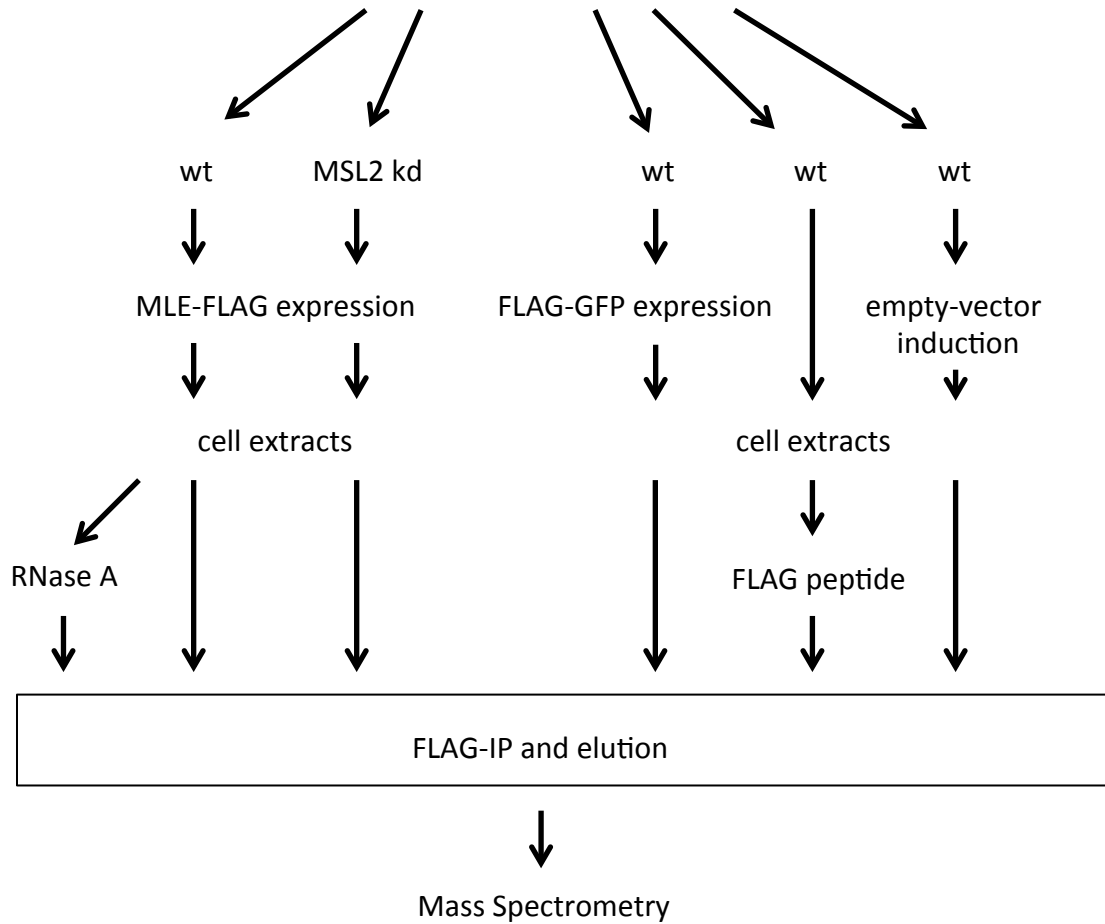 wt MSL2 kd wt wt wt
MLE-FLAG expression FLAG-GFP expression empty-vector
induction
cell extracts cell extracts
RNase A FLAG peptide
FLAG-IP and elution
Mass Spectrometry